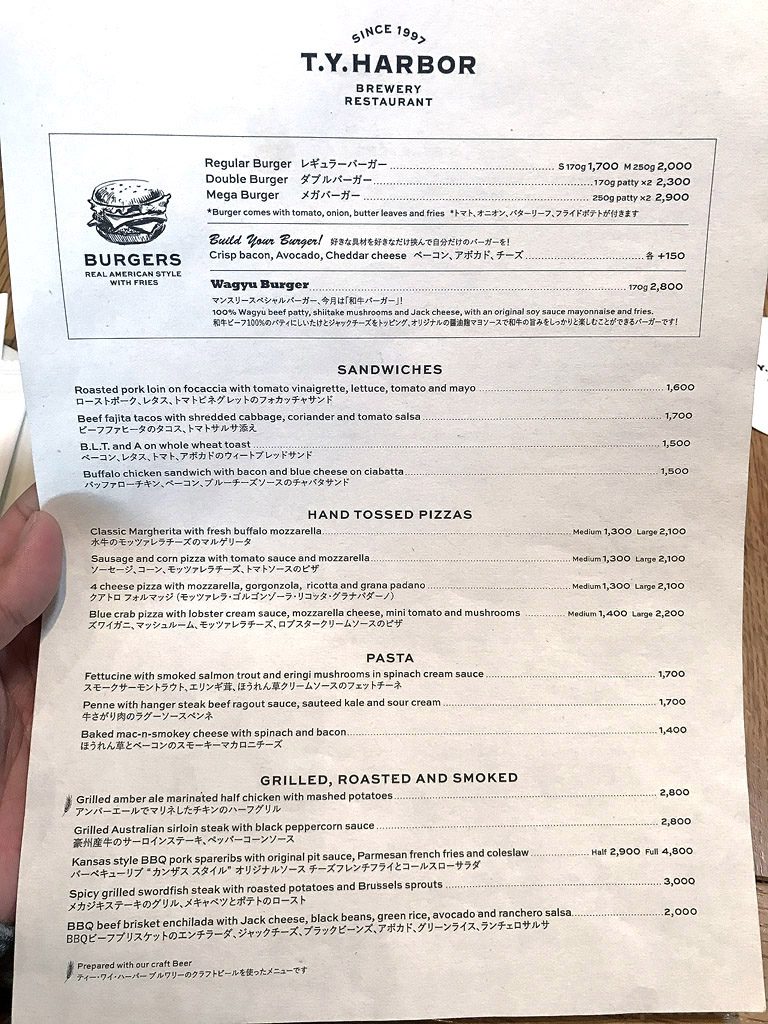 SINCE 1997
T.Y.HARBOR
BREWERY
RESTAURANT
BURGERS
REAL AMERICAN STYLE
WITH FRIES
Regular Burger レギュラーバーガー S 170g 1,700 M 250g 2,000
Double Burger ダブルバーガー 170g patty ×2 2,300
Mega Burger メガバーガー 250g patty ×2 2,900
*Burger comes with tomato, onion, butter leaves and fries *トマト、オニオン、バターリーフ、フライドポテトが付きます
Build Your Burger! 好きな具材を好きなだけ挟んで自分だけのバーガーを!
Crisp bacon, Avocado, Cheddar cheese ベーコン、アボカド、チーズ 各 +150
Wagyu Burger 170g 2,800
マンスリースペシャルバーガー、今月は「和牛バーガー」!
100% Wagyu beef patty, shiitake mushrooms and Jack cheese, with an original soy sauce mayonnaise and fries.
和牛ビーフ100%のパティにしいたけとジャックチーズをトッピング、オリジナルの醤油麹マヨソースで和牛の旨みをしっかりと楽しむことができるバーガーです!
SANDWICHES
Roasted pork loin on focaccia with tomato vinaigrette, lettuce, tomato and mayo 1,600
ローストポーク、レタス、トマトビネグレットのフォカッチャサンド
Beef fajita tacos with shredded cabbage, coriander and tomato salsa 1,700
ビーフファヒータのタコス、トマトサルサ添え
B.L.T. and A on whole wheat toast 1,500
ベーコン、レタス、トマト、アボカドのウィートブレッドサンド
Buffalo chicken sandwich with bacon and blue cheese on ciabatta 1,500
バッファローチキン、ベーコン、ブルーチーズソースのチャバタサンド
HAND TOSSED PIZZAS
Classic Margherita with fresh buffalo mozzarella Medium 1,300 Large 2,100
水牛のモッツァレラチーズのマルゲリータ
Sausage and corn pizza with tomato sauce and mozzarella Medium 1,300 Large 2,100
ソーセージ、コーン、モッツァレラチーズ、トマトソースのピザ
4 cheese pizza with mozzarella, gorgonzola, ricotta and grana padano Medium 1,300 Large 2,100
クアトロ フォルマッジ (モッツァレラ・ゴルゴンゾーラ・リコッタ・グラナパダーノ)
Blue crab pizza with lobster cream sauce, mozzarella cheese, mini tomato and mushrooms Medium 1,400 Large 2,200
ズワイガニ、マッシュルーム、モッツァレラチーズ、ロブスタークリームソースのピザ
PASTA
Fettucine with smoked salmon trout and eringi mushrooms in spinach cream sauce 1,700
スモークサーモントラウト、エリンギ茸、ほうれん草クリームソースのフェットチーネ
Penne with hanger steak beef ragout sauce, sauteed kale and sour cream 1,700
牛さがり肉のラグーソースペンネ
Baked mac-n-smokey cheese with spinach and bacon 1,400
ほうれん草とベーコンのスモーキーマカロニチーズ
GRILLED, ROASTED AND SMOKED
Grilled amber ale marinated half chicken with mashed potatoes 2,800
アンバーエールでマリネしたチキンのハーフグリル
Grilled Australian sirloin steak with black peppercorn sauce 2,800
豪州産牛のサーロインステーキ、ペッパーコーンソース
Kansas style BBQ pork spareribs with original pit sauce, Parmesan french fries and coleslaw Half 2,900 Full 4,800
バーベキューリブ "カンザス スタイル" オリジナルソース チーズフレンチフライとコールスローサラダ
Spicy grilled swordfish steak with roasted potatoes and Brussels sprouts 3,000
メカジキステーキのグリル、メキャベツとポテトのロースト
BBQ beef brisket enchilada with Jack cheese, black beans, green rice, avocado and ranchero salsa 2,000
BBQビーフブリスケットのエンチラーダ、ジャックチーズ、ブラックビーンズ、アボカド、グリーンライス、ランチェロサルサ
Prepared with our craft Beer
ティー・ワイ・ハーバー ブルワリーのクラフトビールを使ったメニューです